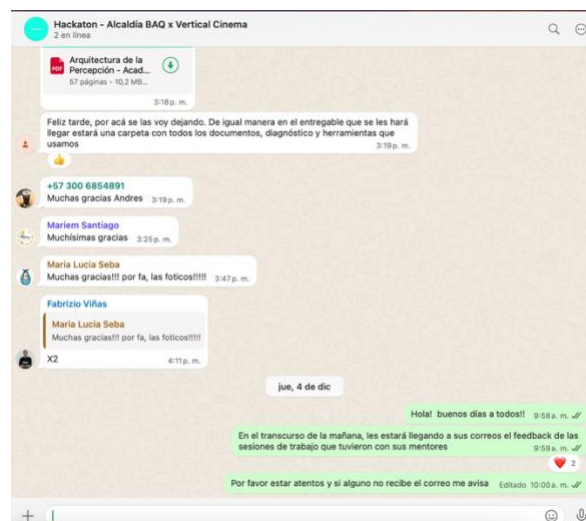 Hackaton - Alcaldía BAQ x Vertical Cinema
2 en línea
PDF
Arquitectura de la
Percepción - Acad...
57 páginas • 10,2 MB...
3:18 p. m.
Feliz tarde, por acá se las voy dejando. De igual manera en el entregable que se les hará
llegar estará una carpeta con todos los documentos, diagnóstico y herramientas que
usamos
3:19 p. m.
+57 300 6854891
Muchas gracias Andres 3:19 p. m.
Mariem Santiago
Muchísimas gracias 3:25 p. m.
Maria Lucia Seba
Muchas gracias!!! por fa, las foticos!!!!! 3:47 p. m.
Fabrizio Viñas
Maria Lucia Seba
Muchas gracias!!! por fa, las foticos!!!!!
X2 4:11 p. m.
jue, 4 de dic
Hola! buenos días a todos!! 9:58 a. m.
En el transcurso de la mañana, les estará llegando a sus correos el feedback de las
sesiones de trabajo que tuvieron con sus mentores 9:59 a. m.
2
Por favor estar atentos y si alguno no recibe el correo me avisa Editado 10:00 a. m.